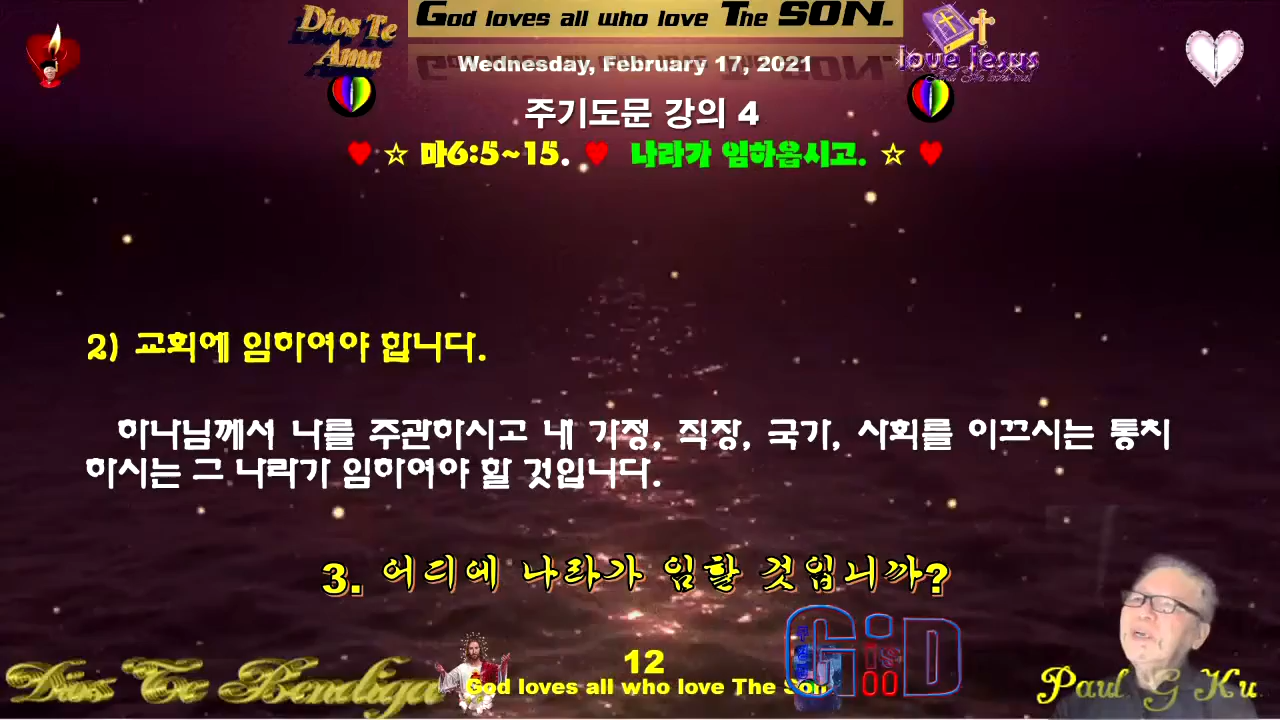 Dios Te Ama
God loves all who love The SON.
love Jesus
Wednesday, February 17, 2021
주기도문 강의 4
♥ ☆ 마6:5~15. ♥ 나라가 임하옵시고. ☆ ♥
2) 교회에 임하여야 합니다.
하나님께서 나를 주관하시고 내 가정, 직장, 국가, 사회를 이끄시는 통치
하시는 그 나라가 임하여야 할 것입니다.
3. 어디에 나라가 임할 것입니까?
GOD is GOOD
12
Dios Te Bendiga
God loves all who love The Son
Paul G Ku